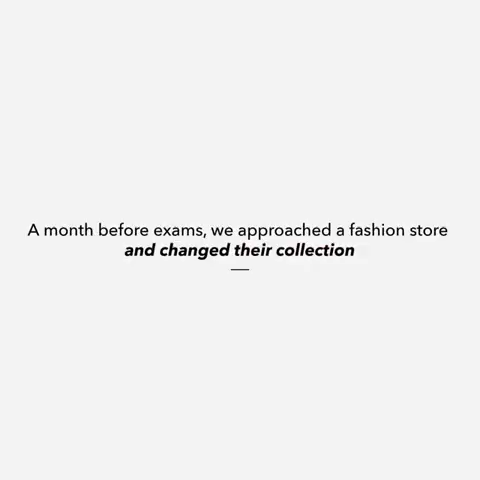 A month before exams, we approached a fashion store
and changed their collection